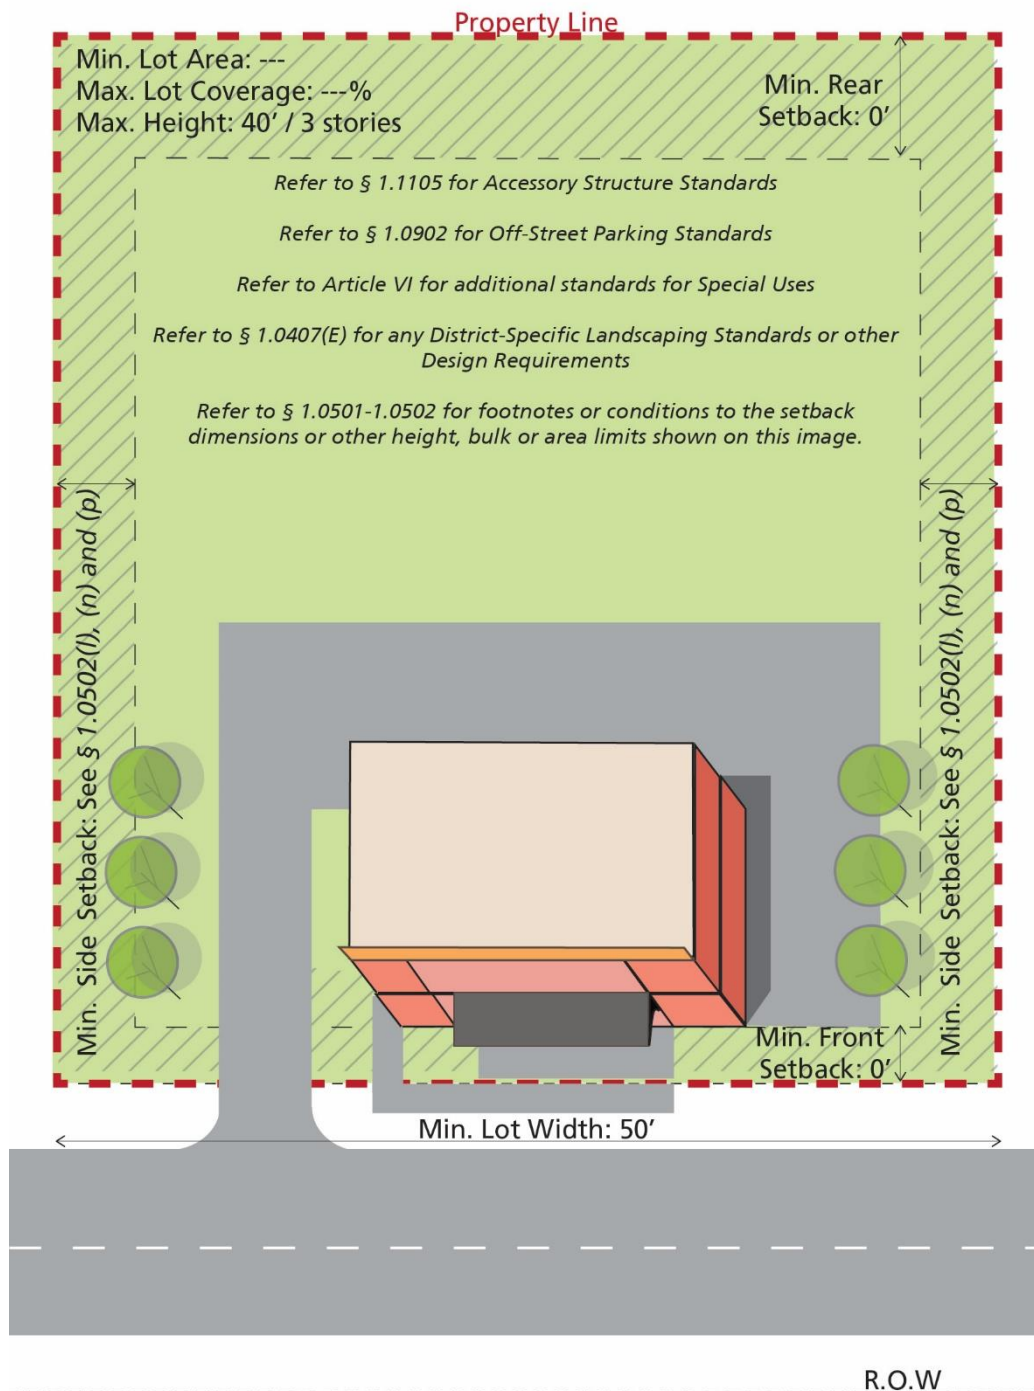 Property Line
Min. Lot Area: ---
Max. Lot Coverage: ---%
Max. Height: 40’ / 3 stories
Min. Rear
Setback: 0’
Refer to § 1.1105 for Accessory Structure Standards
Refer to § 1.0902 for Off-Street Parking Standards
Refer to Article VI for additional standards for Special Uses
Refer to § 1.0407(E) for any District-Specific Landscaping Standards or other
Design Requirements
Refer to § 1.0501-1.0502 for footnotes or conditions to the setback
dimensions or other height, bulk or area limits shown on this image.
Min. Side Setback: See § 1.0502(l), (n) and (p)
Min. Side Setback: See § 1.0502(l), (n) and (p)
Min. Front
Setback: 0’
Min. Lot Width: 50’
R.O.W